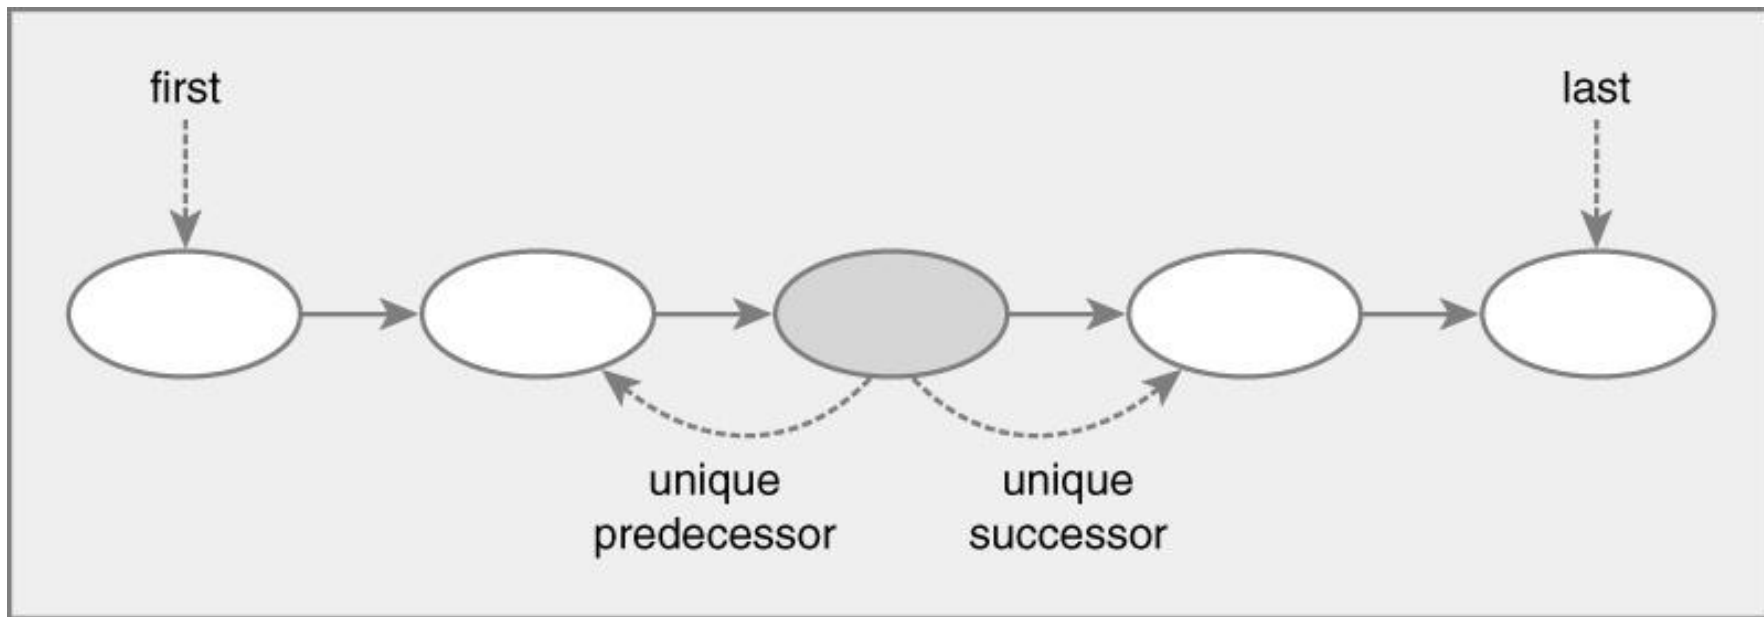 first
last
unique
predecessor
unique
successor